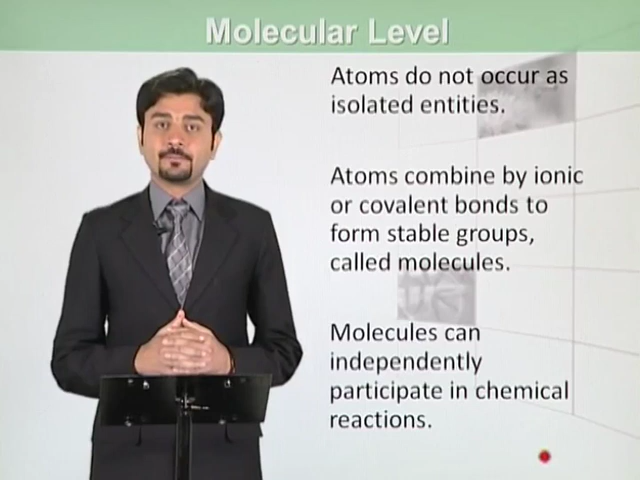 Molecular Level
Atoms do not occur as
isolated entities.
Atoms combine by ionic
or covalent bonds to
form stable groups,
called molecules.
Molecules can
independently
participate in chemical
reactions.